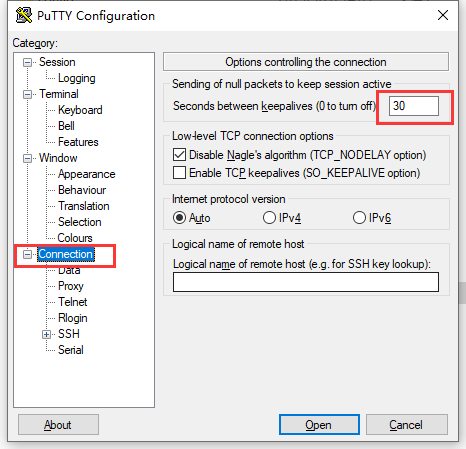 PuTTY Configuration
Category:
Session
Logging
Terminal
Keyboard
Bell
Features
Window
Appearance
Behaviour
Translation
Selection
Colours
Connection
Data
Proxy
Telnet
Rlogin
SSH
Serial
Options controlling the connection
Sending of null packets to keep session active
Seconds between keepalives (0 to turn off) 30
Low-level TCP connection options
Disable Nagle's algorithm (TCP_NODELAY option)
Enable TCP keepalives (SO_KEEPALIVE option)
Internet protocol version
Auto IPv4 IPv6
Logical name of remote host
Logical name of remote host (e.g. for SSH key lookup):
About Open Cancel